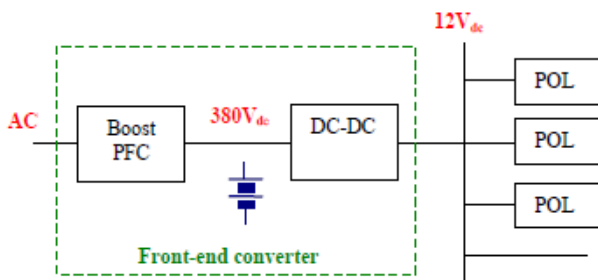 12Vdc
POL
AC
Boost
PFC
380Vdc
DC-DC
POL
POL
Front-end converter